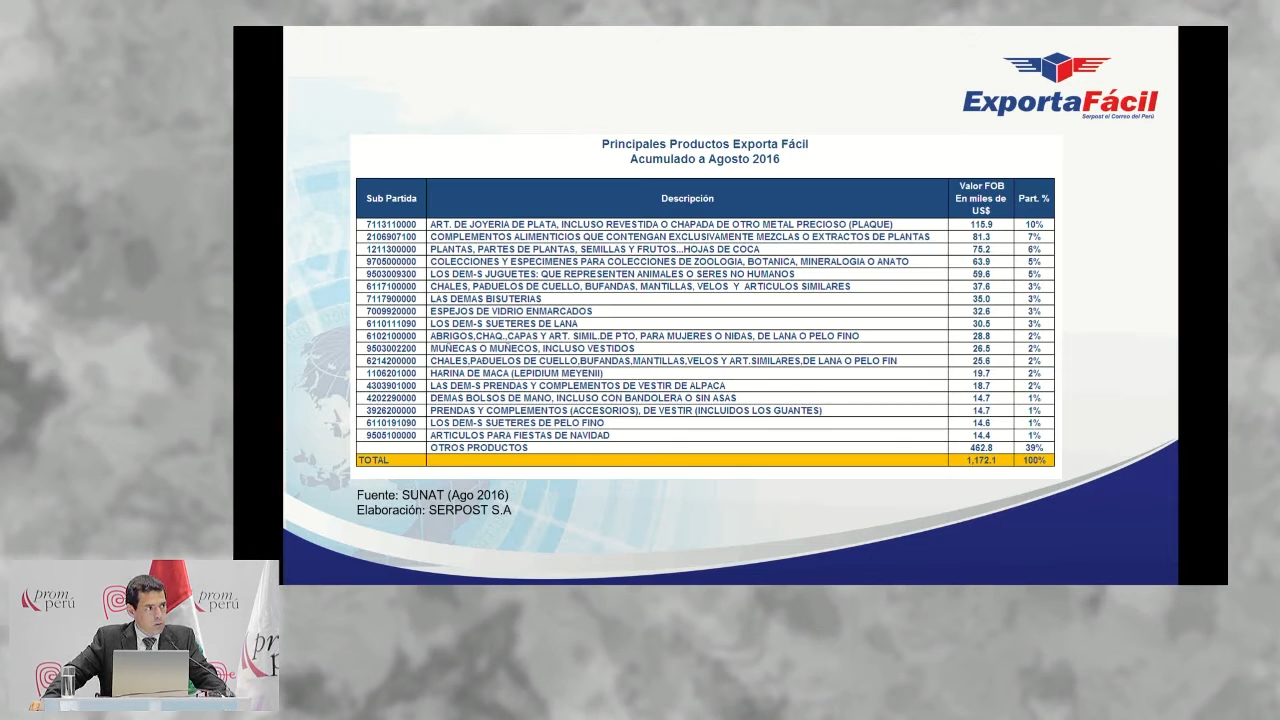 ExportaFácil
Serpost el Correo del Perú
Principales Productos Exporta Fácil
Acumulado a Agosto 2016
Sub Partida Descripción Valor FOB En miles de US$ Part. %
7113110000 ART. DE JOYERIA DE PLATA, INCLUSO REVESTIDA O CHAPADA DE OTRO METAL PRECIOSO (PLAQUE) 115.9 10%
2106907100 COMPLEMENTOS ALIMENTICIOS QUE CONTENGAN EXCLUSIVAMENTE MEZCLAS O EXTRACTOS DE PLANTAS 81.3 7%
1211300000 PLANTAS, PARTES DE PLANTAS, SEMILLAS Y FRUTOS...HOJAS DE COCA 75.2 6%
9705000000 COLECCIONES Y ESPECIMENES PARA COLECCIONES DE ZOOLOGIA, BOTANICA, MINERALOGIA O ANATO 63.9 5%
9503009300 LOS DEM-S JUGUETES: QUE REPRESENTEN ANIMALES O SERES NO HUMANOS 59.6 5%
6117100000 CHALES, PAÐUELOS DE CUELLO, BUFANDAS, MANTILLAS, VELOS Y ARTICULOS SIMILARES 37.6 3%
7117900000 LAS DEMAS BISUTERIAS 35.0 3%
7009920000 ESPEJOS DE VIDRIO ENMARCADOS 32.6 3%
6110111090 LOS DEM-S SUETERES DE LANA 30.5 3%
6102100000 ABRIGOS,CHAQ.,CAPAS Y ART. SIMIL.DE PTO, PARA MUJERES O NIÐAS, DE LANA O PELO FINO 28.8 2%
9503002200 MUÑECAS O MUÑECOS, INCLUSO VESTIDOS 26.5 2%
6214200000 CHALES,PAÐUELOS DE CUELLO,BUFANDAS,MANTILLAS,VELOS Y ART.SIMILARES,DE LANA O PELO FIN 25.6 2%
1106201000 HARINA DE MACA (LEPIDIUM MEYENII) 19.7 2%
4303901000 LAS DEM-S PRENDAS Y COMPLEMENTOS DE VESTIR DE ALPACA 18.7 2%
4202290000 DEMAS BOLSOS DE MANO, INCLUSO CON BANDOLERA O SIN ASAS 14.7 1%
3926200000 PRENDAS Y COMPLEMENTOS (ACCESORIOS), DE VESTIR (INCLUIDOS LOS GUANTES) 14.7 1%
6110191090 LOS DEM-S SUETERES DE PELO FINO 14.6 1%
9505100000 ARTICULOS PARA FIESTAS DE NAVIDAD 14.4 1%
OTROS PRODUCTOS 462.8 39%
TOTAL 1,172.1 100%
Fuente: SUNAT (Ago 2016)
Elaboración: SERPOST S.A
prom
perú
prom
perú
prom